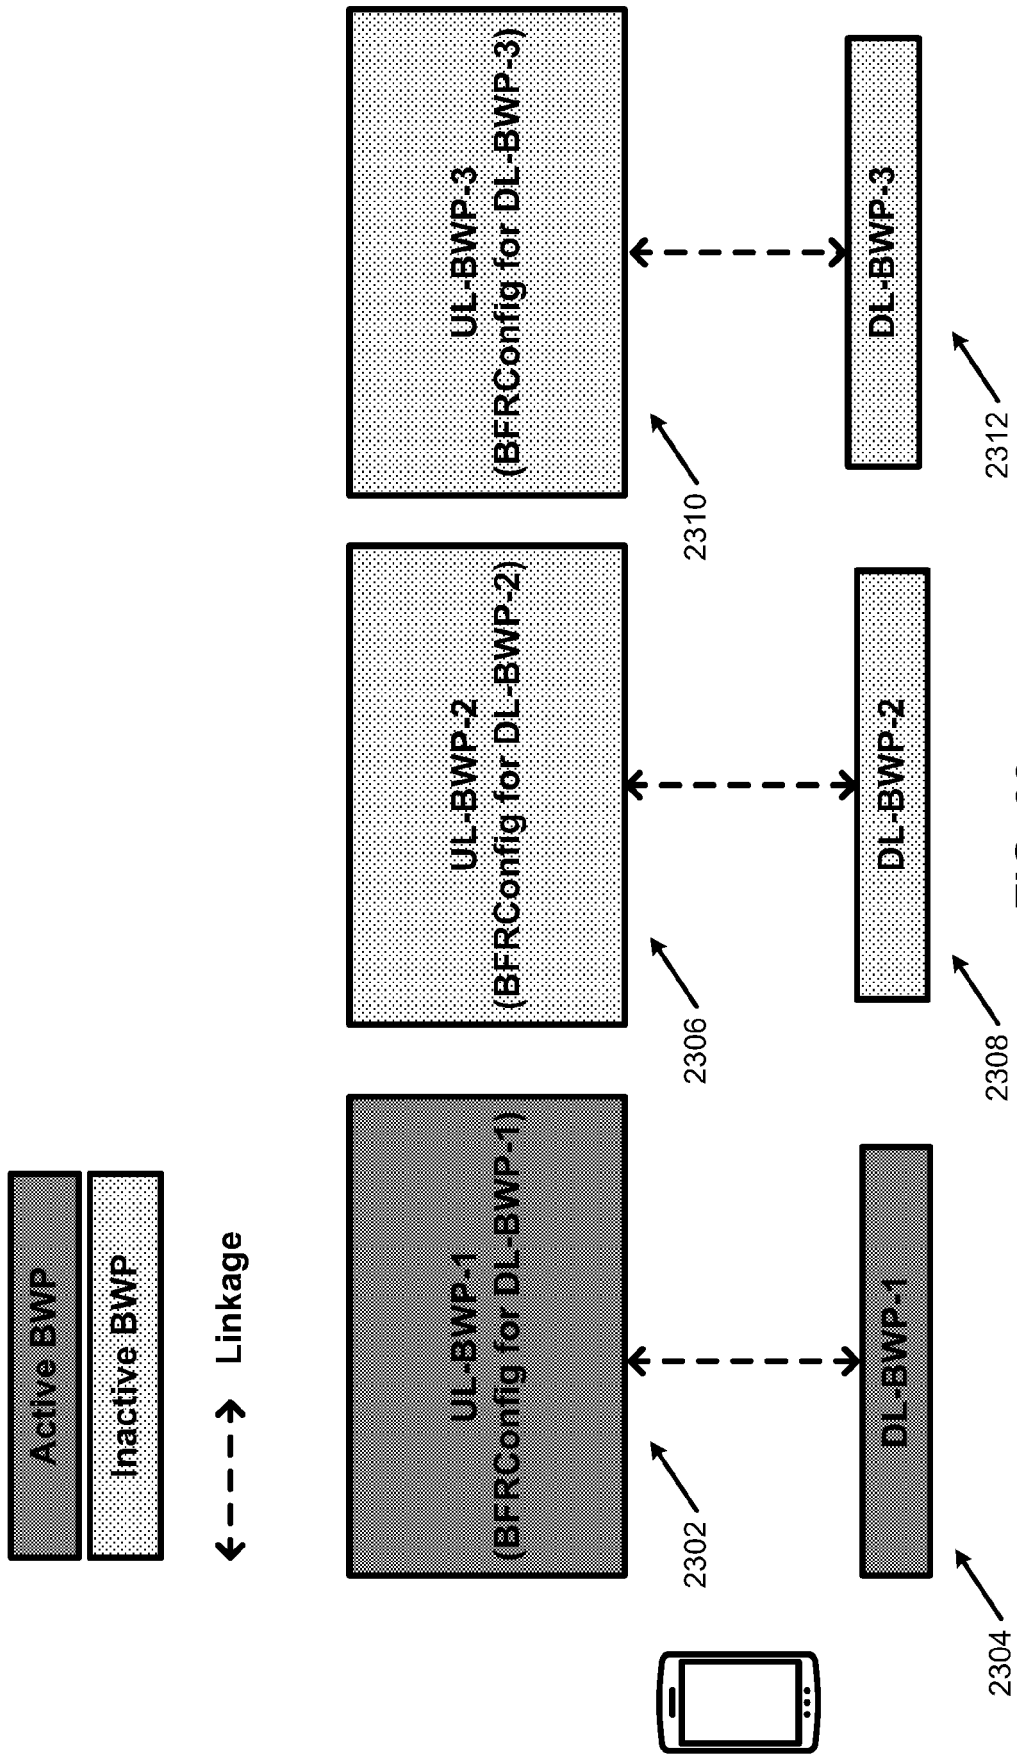 Active BWP
Inactive BWP
Linkage
UL-BWP-1
(BFRConfig for DL-BWP-1)
UL-BWP-2
(BFRConfig for DL-BWP-2)
UL-BWP-3
(BFRConfig for DL-BWP-3)
2302
2306
2310
DL-BWP-1
DL-BWP-2
DL-BWP-3
2304
2308
2312